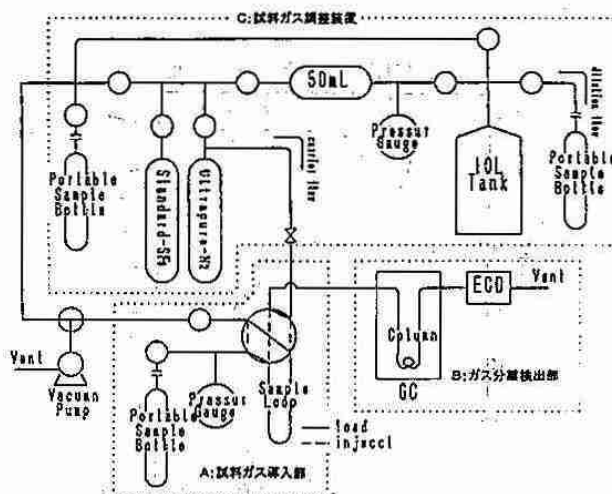 C:試料ガス調整装置
50mL
dilution line
Pressur
Gauge
10L
Tank
Portable
Sample
Bottle
Portable
Sample
Bottle
Standard-SF₆
Ultrapure-N₂
carrier line
Vent
Vacuum
Pump
Portable
Sample
Bottle
Pressur
Gauge
Sample
Loop
load
injecct
A:試料ガス導入部
Column
GC
ECD
Vent
B:ガス分離検出部